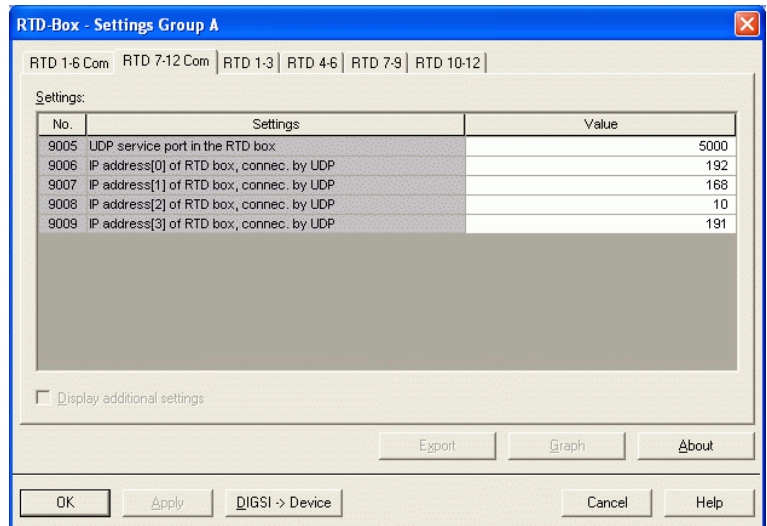 RTD-Box - Settings Group A
RTD 1-6 Com RTD 7-12 Com RTD 1-3 RTD 4-6 RTD 7-9 RTD 10-12
Settings:
No. Settings Value
9005 UDP service port in the RTD box 5000
9006 IP address[0] of RTD box, connec. by UDP 192
9007 IP address[1] of RTD box, connec. by UDP 168
9008 IP address[2] of RTD box, connec. by UDP 10
9009 IP address[3] of RTD box, connec. by UDP 191
Display additional settings
Export Graph About
OK Apply DIGSI -> Device Cancel Help